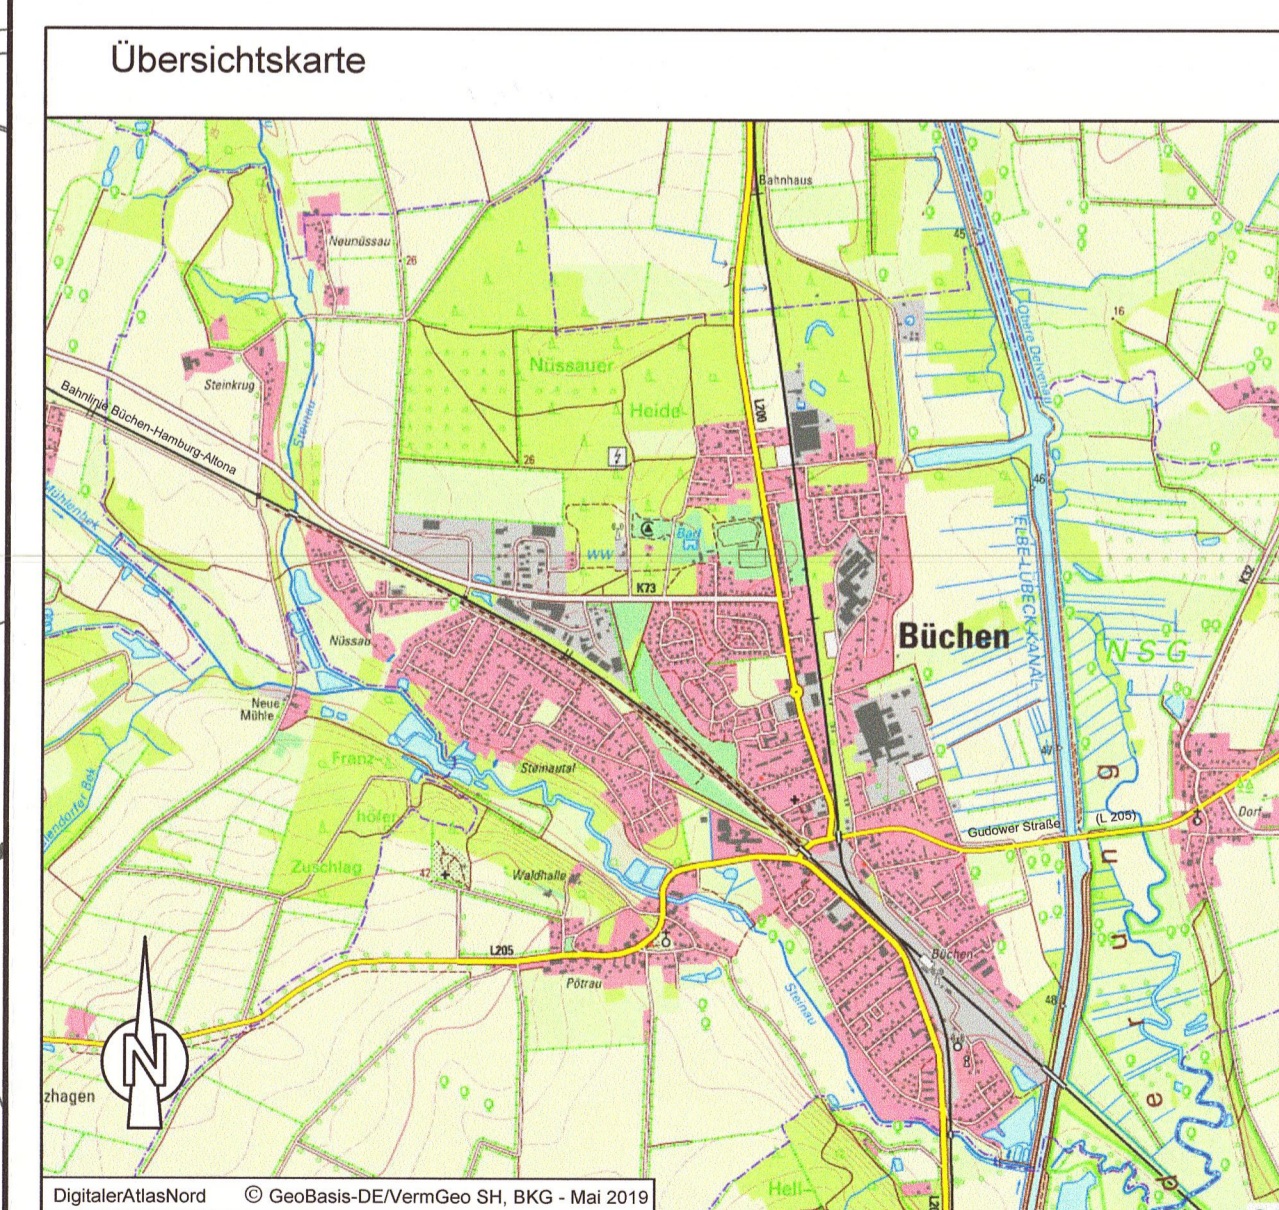 Übersichtskarte
Bahnhaus
Neunüssau
26
45
16
Obere Delvenau
Nüssauer
Steinkrug
Heide
L200
Bahnlinie Büchen-Hamburg-Altona
Steinau
26
46
Mühlenbek
Bad
WW
K73
K32
ELBE-LÜBECK-KANAL
Büchen
NSG
Nüssau
Neue
Mühle
47
Franz-
Steinautal
höfer
Gudower Straße
(L 205)
Dorf
Zuschlag
42
Waldhalle
L205
Büchen
Pötrau
Steinau
48
8
N
zhagen
Hell-
DigitalerAtlasNord
© GeoBasis-DE/VermGeo SH, BKG - Mai 2019